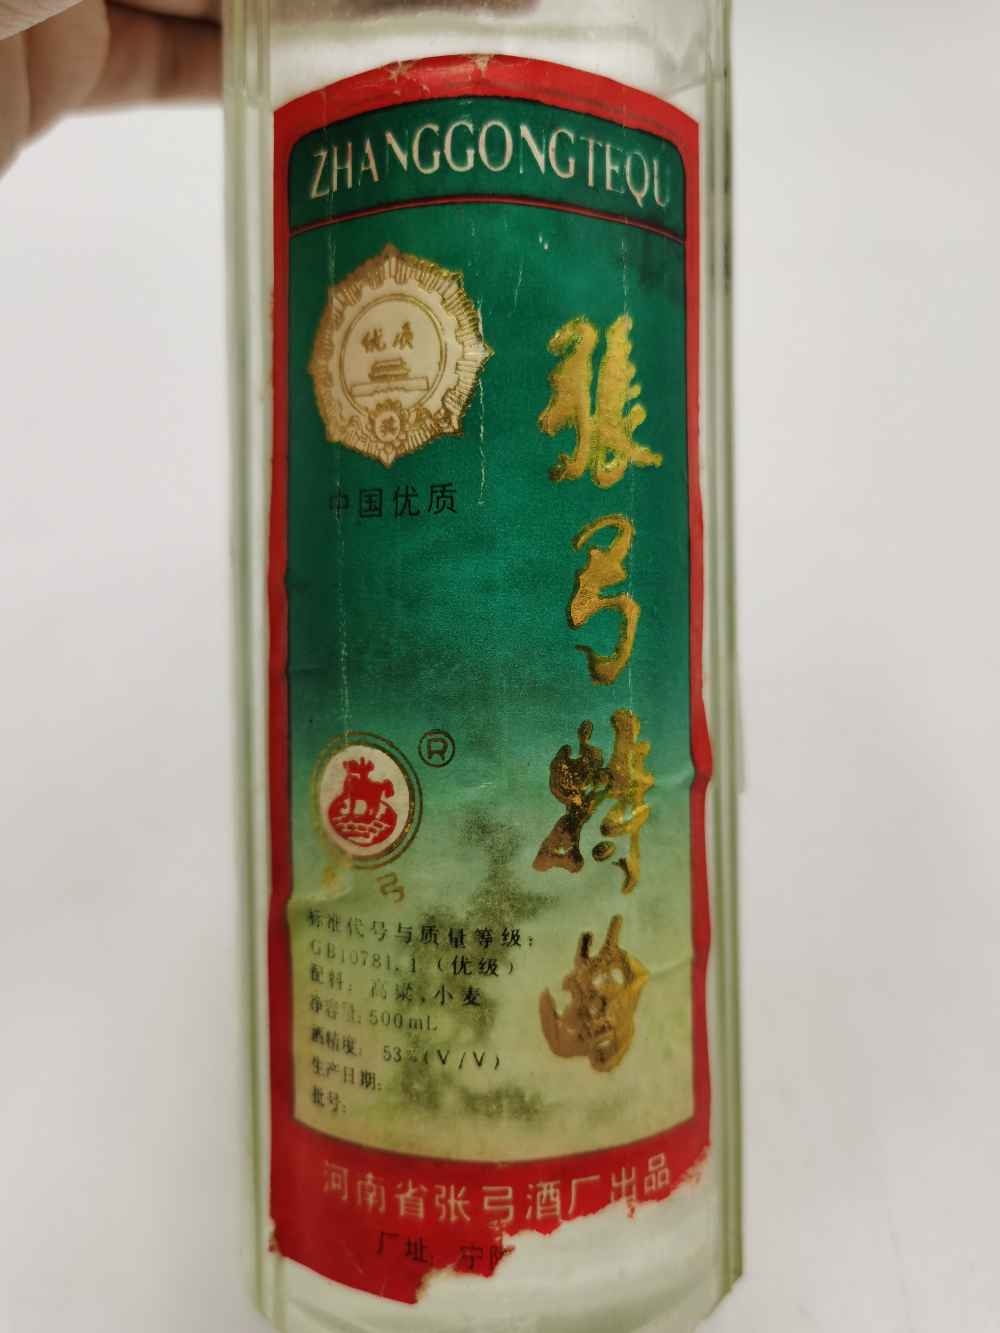 ZHANGGONGTEQU
优质
中国优质
張弓特曲
R
弓
标准代号与质量等级：
GB10781.1（优级）
配料：高粱，小麦
净容量：500mL
酒精度：53%(V/V)
生产日期：
批号：
河南省张弓酒厂出品
厂址：宁